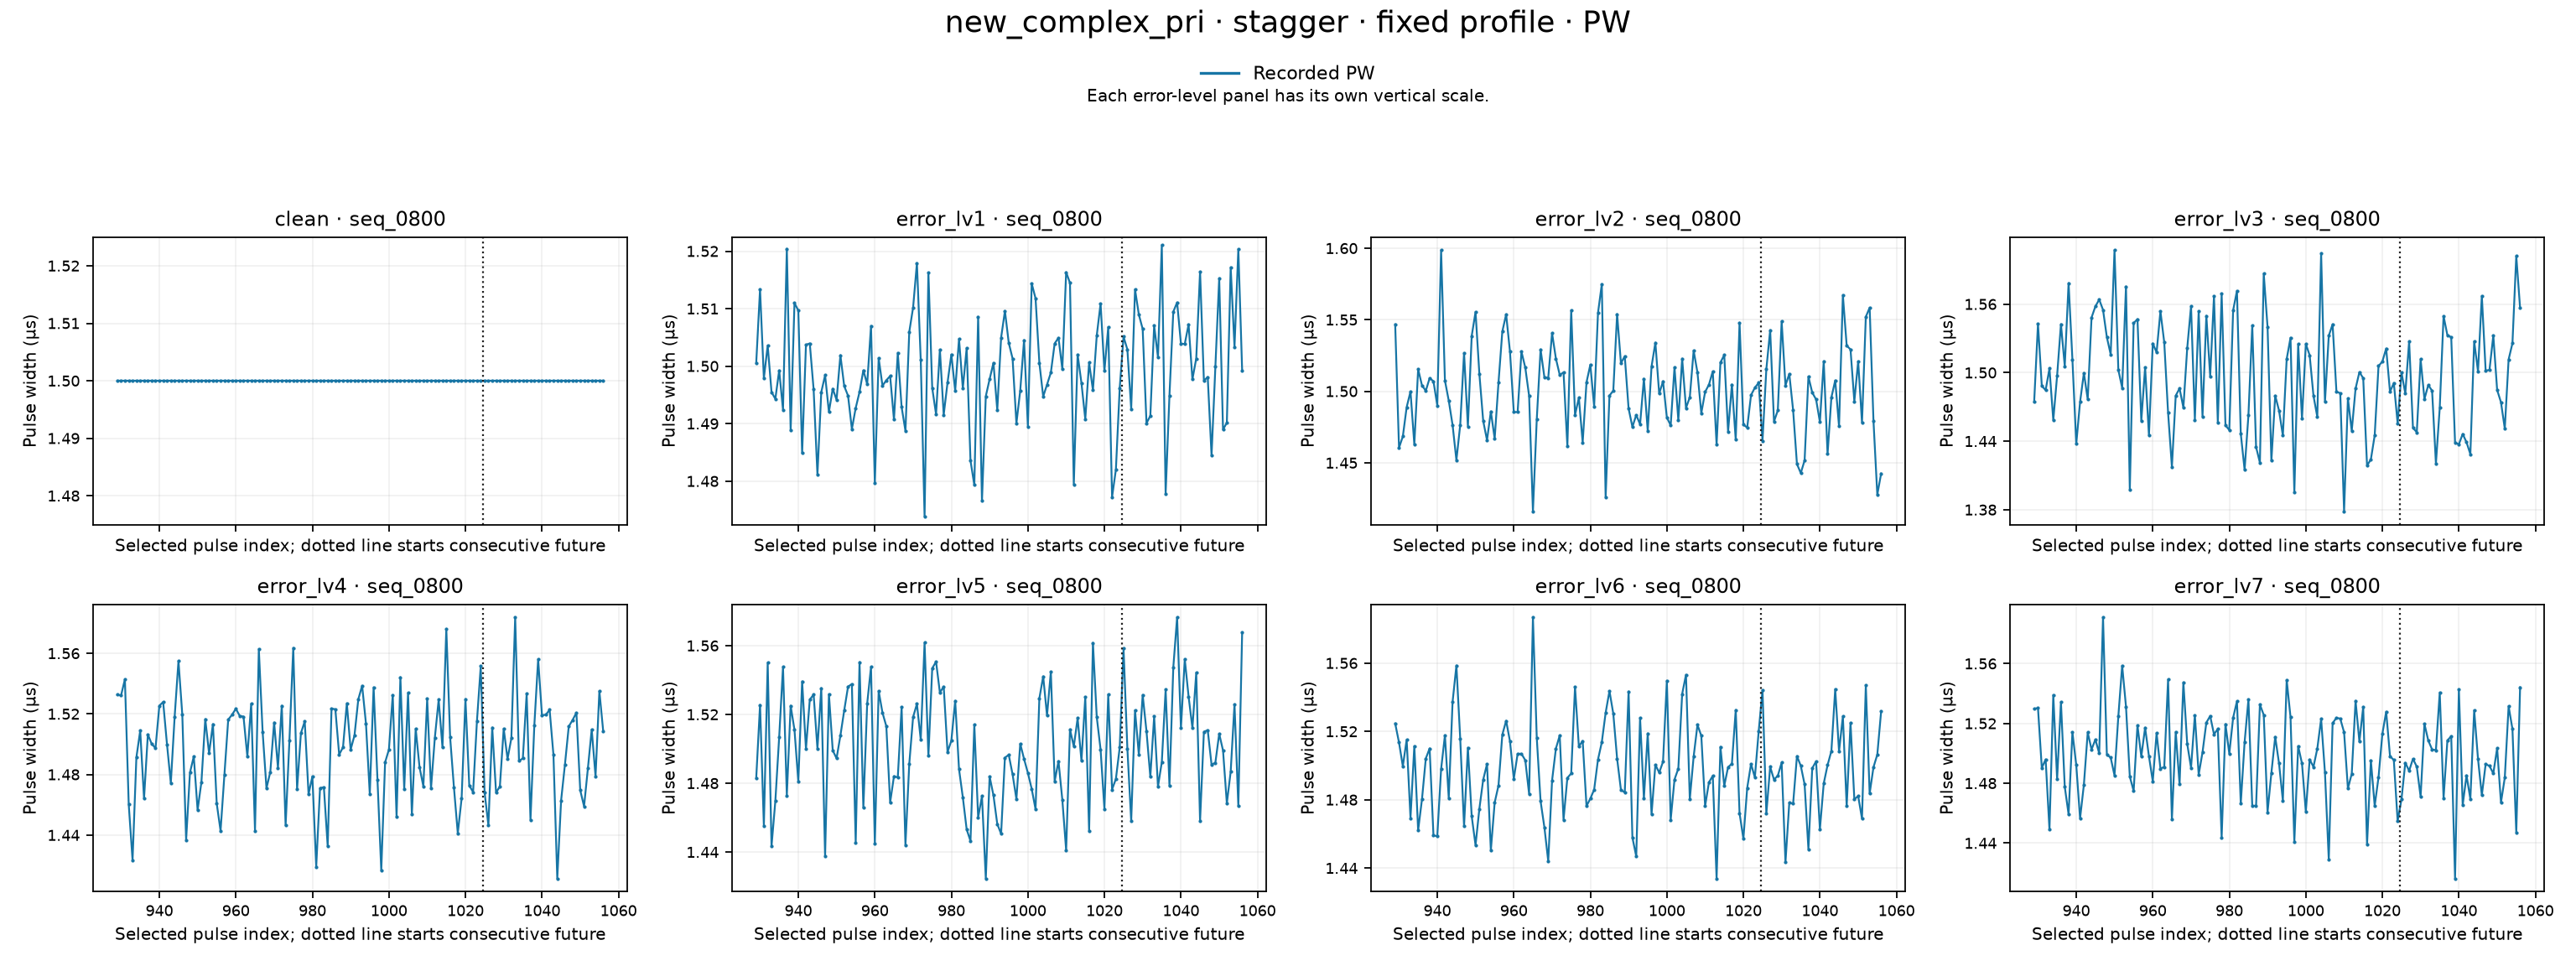 new_complex_pri · stagger · fixed profile · PW
Recorded PW
Each error-level panel has its own vertical scale.
clean · seq_0800
Pulse width (µs)
1.52
1.51
1.50
1.49
1.48
Selected pulse index; dotted line starts consecutive future
error_lv1 · seq_0800
Pulse width (µs)
1.52
1.51
1.50
1.49
1.48
Selected pulse index; dotted line starts consecutive future
error_lv2 · seq_0800
Pulse width (µs)
1.60
1.55
1.50
1.45
Selected pulse index; dotted line starts consecutive future
error_lv3 · seq_0800
Pulse width (µs)
1.56
1.50
1.44
1.38
Selected pulse index; dotted line starts consecutive future
error_lv4 · seq_0800
Pulse width (µs)
1.56
1.52
1.48
1.44
940 960 980 1000 1020 1040 1060
Selected pulse index; dotted line starts consecutive future
error_lv5 · seq_0800
Pulse width (µs)
1.56
1.52
1.48
1.44
940 960 980 1000 1020 1040 1060
Selected pulse index; dotted line starts consecutive future
error_lv6 · seq_0800
Pulse width (µs)
1.56
1.52
1.48
1.44
940 960 980 1000 1020 1040 1060
Selected pulse index; dotted line starts consecutive future
error_lv7 · seq_0800
Pulse width (µs)
1.56
1.52
1.48
1.44
940 960 980 1000 1020 1040 1060
Selected pulse index; dotted line starts consecutive future